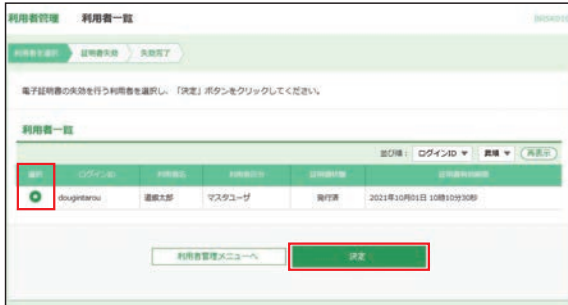 利用者管理 利用者一覧
利用者を選択 証明書失効 失効完了
電子証明書の失効を行う利用者を選択し、「決定」ボタンをクリックしてください。
利用者一覧
並び順： ログインID ▼ 昇順 ▼ 再表示
選択 ログインID 利用者名 利用者区分 証明書状態 証明書有効期限
dougintarou 道銀太郎 マスタユーザ 発行済 2021年10月01日 10時10分30秒
利用者管理メニューへ 決定